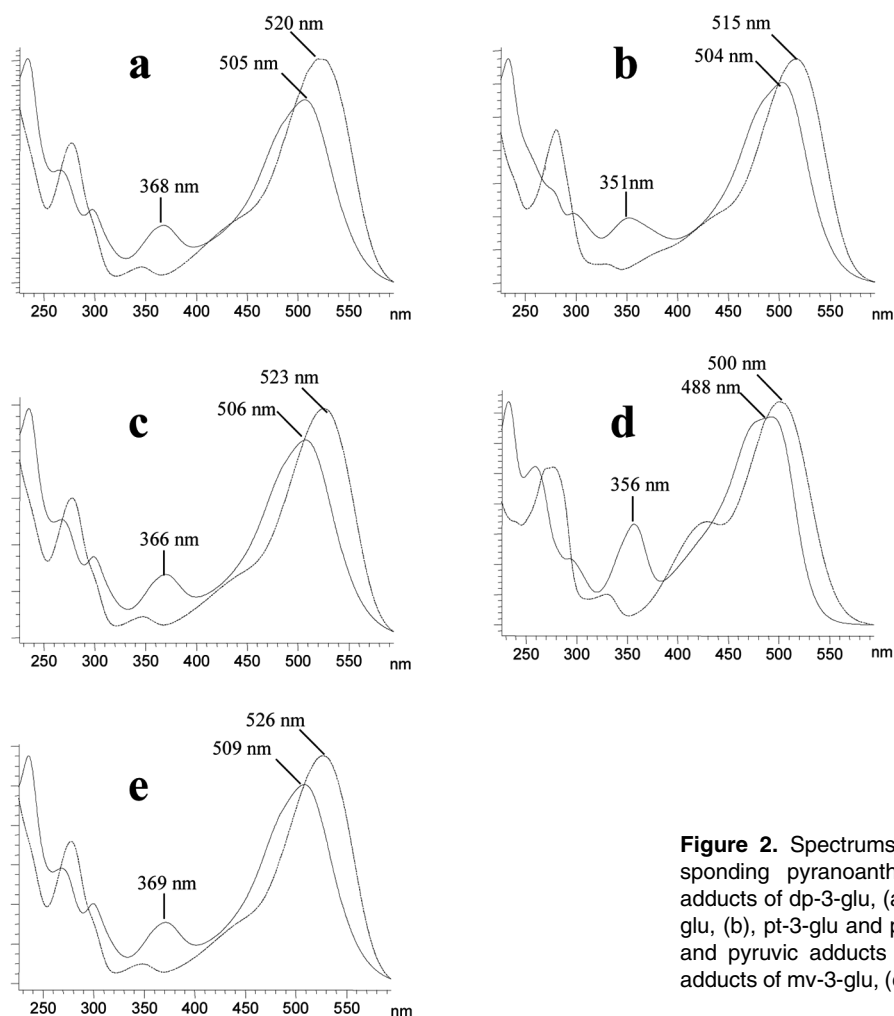 a
520 nm
505 nm
368 nm
250 300 350 400 450 500 550 nm
b
515 nm
504 nm
351nm
250 300 350 400 450 500 550 nm
c
523 nm
506 nm
366 nm
250 300 350 400 450 500 550 nm
d
500 nm
488 nm
356 nm
250 300 350 400 450 500 550 nm
e
526 nm
509 nm
369 nm
250 300 350 400 450 500 550 nm
Figure 2. Spectrums
sponding pyranoanth
adducts of dp-3-glu, (a
glu, (b), pt-3-glu and p
and pyruvic adducts
adducts of mv-3-glu, (